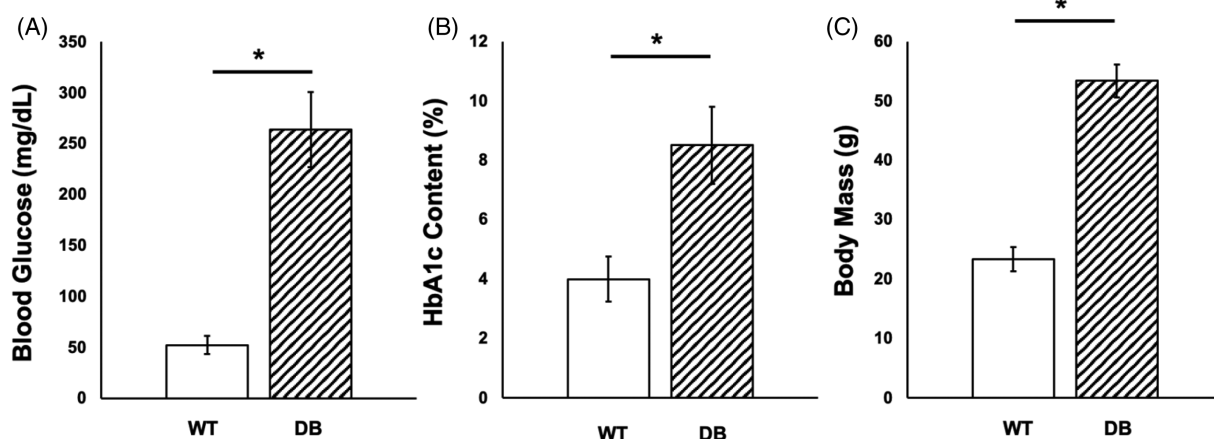 (A)
Blood Glucose (mg/dL)
350
300
250
200
150
100
50
0
*
WT
DB
(B)
HbA1c Content (%)
12
10
8
6
4
2
0
*
WT
DB
(C)
Body Mass (g)
60
50
40
30
20
10
0
*
WT
DB